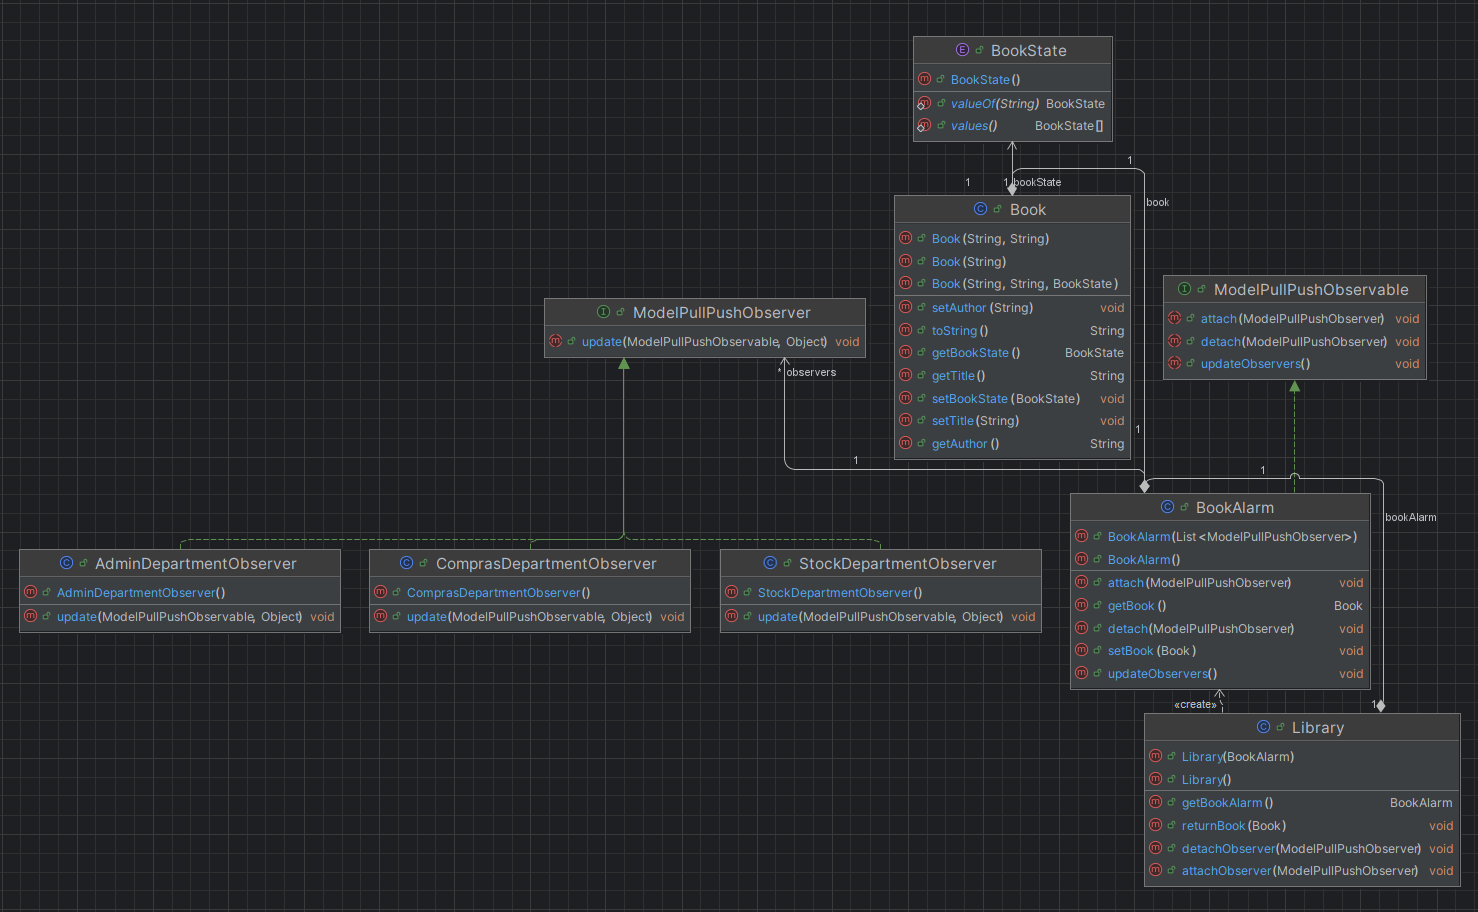 BookState
BookState()
valueOf(String) BookState
values() BookState[]
1
1
1
bookState
book
Book
Book(String, String)
Book(String)
Book(String, String, BookState)
setAuthor(String) void
toString() String
getBookState() BookState
getTitle() String
setBookState(BookState) void
setTitle(String) void
getAuthor() String
ModelPullPushObservable
attach(ModelPullPushObserver) void
detach(ModelPullPushObserver) void
updateObservers() void
ModelPullPushObserver
update(ModelPullPushObservable, Object) void
* observers
1
1
1
bookAlarm
BookAlarm
BookAlarm(List<ModelPullPushObserver>)
BookAlarm()
attach(ModelPullPushObserver) void
getBook() Book
detach(ModelPullPushObserver) void
setBook(Book) void
updateObservers() void
AdminDepartmentObserver
AdminDepartmentObserver()
update(ModelPullPushObservable, Object) void
ComprasDepartmentObserver
ComprasDepartmentObserver()
update(ModelPullPushObservable, Object) void
StockDepartmentObserver
StockDepartmentObserver()
update(ModelPullPushObservable, Object) void
«create»
1
Library
Library(BookAlarm)
Library()
getBookAlarm() BookAlarm
returnBook(Book) void
detachObserver(ModelPullPushObserver) void
attachObserver(ModelPullPushObserver) void